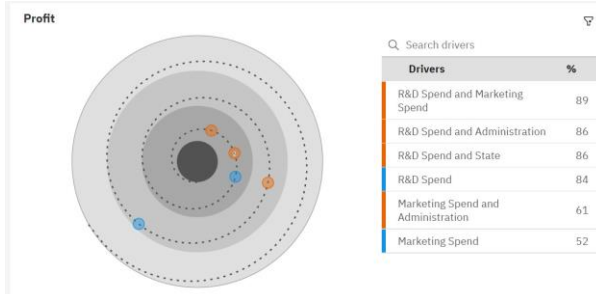 Profit
2
Search drivers
Drivers %
R&D Spend and Marketing
Spend 89
R&D Spend and Administration 86
R&D Spend and State 86
R&D Spend 84
Marketing Spend and
Administration 61
Marketing Spend 52